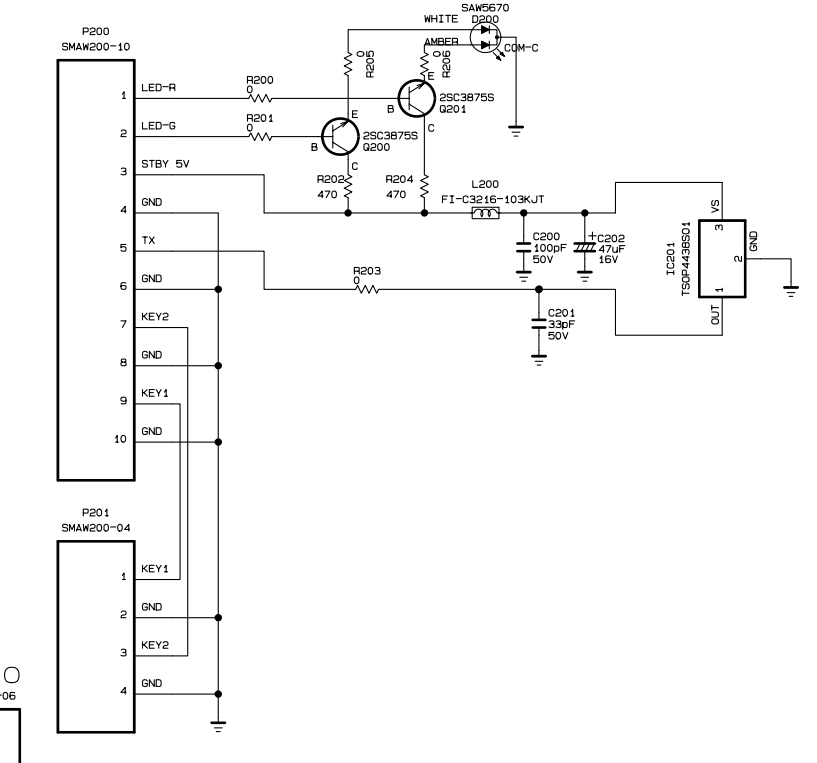 SAW5670
WHITE D200
AMBER
COM-C
0
R205
0
R206
P200
SMAW200-10
1 LED-R
2 LED-G
3 STBY 5V
4 GND
5 TX
6 GND
7 KEY2
8 GND
9 KEY1
10 GND
R200
0
R201
0
E
B
C
2SC3875S
Q201
E
B
C
2SC3875S
Q200
R202
470
R204
470
L200
FI-C3216-103KJT
C200
100pF
50V
+C202
47uF
16V
R203
0
C201
33pF
50V
IC201
TSOP4438SO1
VS
3
GND
2
1
OUT
P201
SMAW200-04
1 KEY1
2 GND
3 KEY2
4 GND
-06